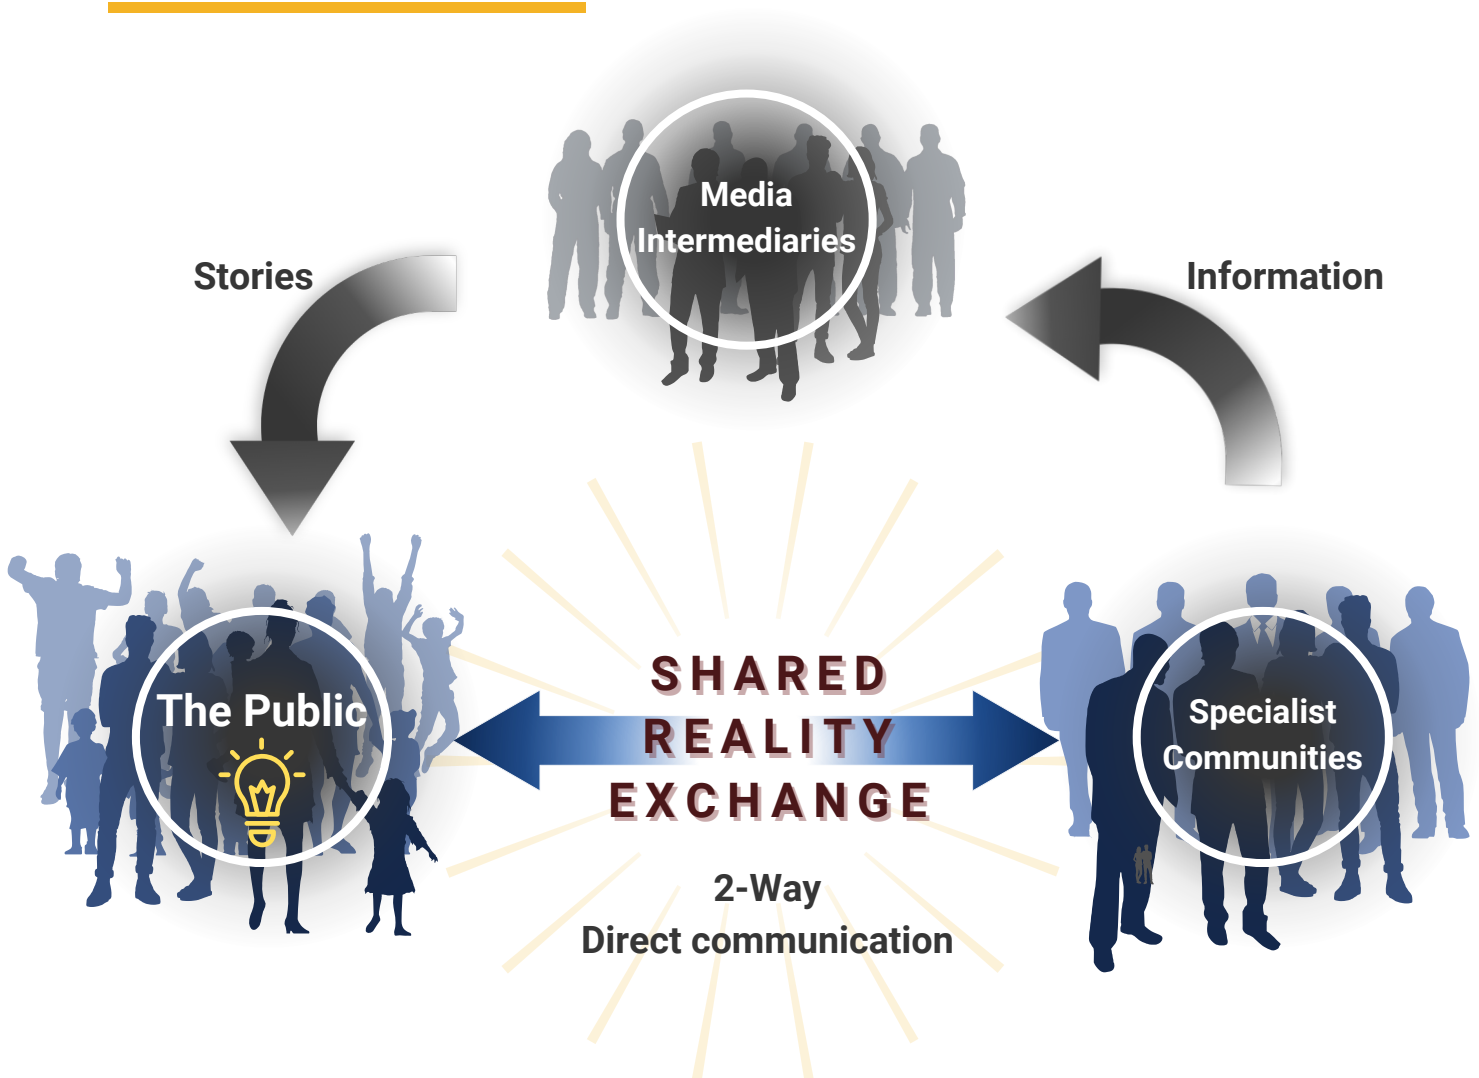 Media
Intermediaries
Stories
Information
The Public
SHARED
REALITY
EXCHANGE
Specialist
Communities
2-Way
Direct communication